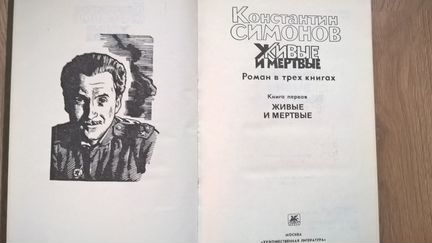 Константин
СИМОНОВ
ЖИВЫЕ
И МЕРТВЫЕ
Роман в трех книгах
Книга первая
ЖИВЫЕ
И МЕРТВЫЕ
МОСКВА
«ХУДОЖЕСТВЕННАЯ ЛИТЕРАТУРА»